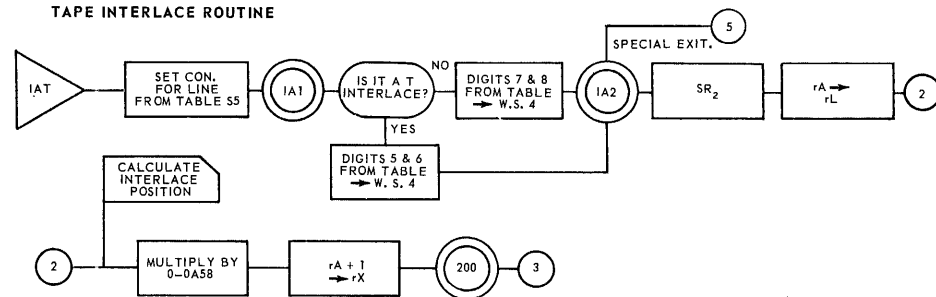 TAPE INTERLACE ROUTINE
IAT
SET CON.
FOR LINE
FROM TABLE S5
IA1
IS IT A T
INTERLACE?
NO
YES
DIGITS 7 & 8
FROM TABLE
→ W.S. 4
DIGITS 5 & 6
FROM TABLE
→ W. S. 4
IA2
SPECIAL EXIT.
5
SR₂
rA →
rL
2
CALCULATE
INTERLACE
POSITION
2
MULTIPLY BY
0-0A58
rA + 1
→ rX
200
3